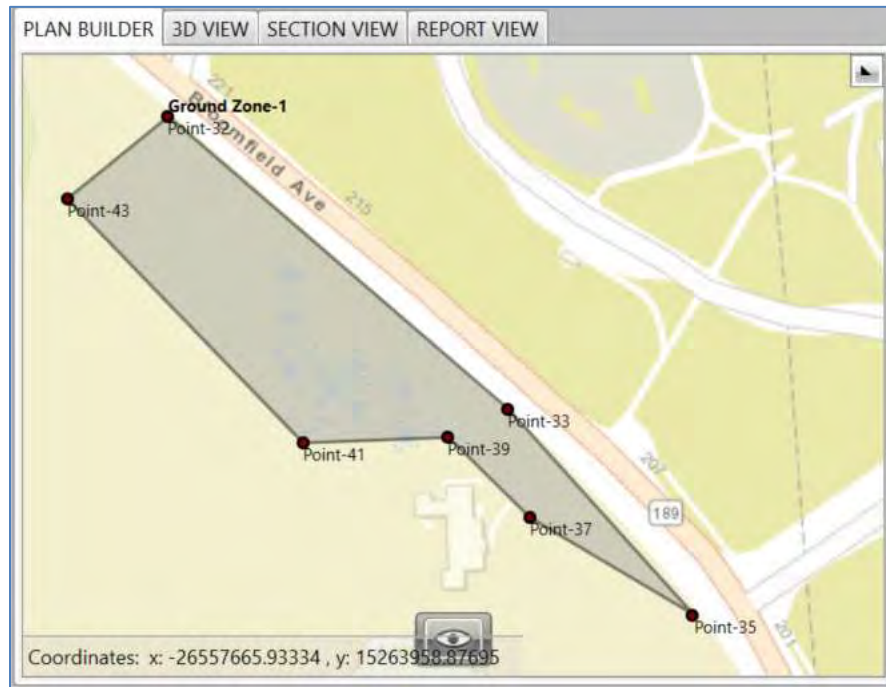 PLAN BUILDER 3D VIEW SECTION VIEW REPORT VIEW
221
Ground Zone-1
Point-32
Broomfield Ave
215
Point-43
Point-33
Point-39
Point-41
207
189
Point-37
Point-35
201
Coordinates: x: -26557665.93334 , y: 15263958.87695